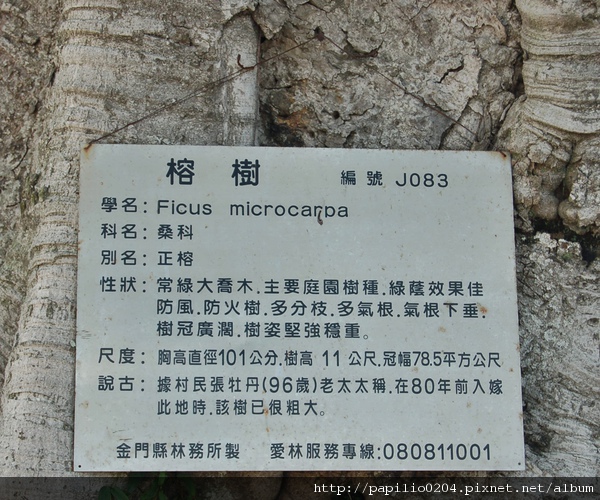 榕 樹 編 號 J083
學名: Ficus microcarpa
科名: 桑科
別名: 正榕
性狀: 常綠大喬木.主要庭園樹種.綠蔭效果佳
防風.防火樹.多分枝.多氣根.氣根下垂.
樹冠廣濶.樹姿堅強穩重。
尺度: 胸高直徑101公分.樹高 11 公尺.冠幅78.5平方公尺
說古: 據村民張牡丹(96歲)老太太稱.在80年前入嫁
此地時.該樹已很粗大。
金門縣林務所製 愛林服務專線:080811001
http://papilio0204.pixnet.net/album